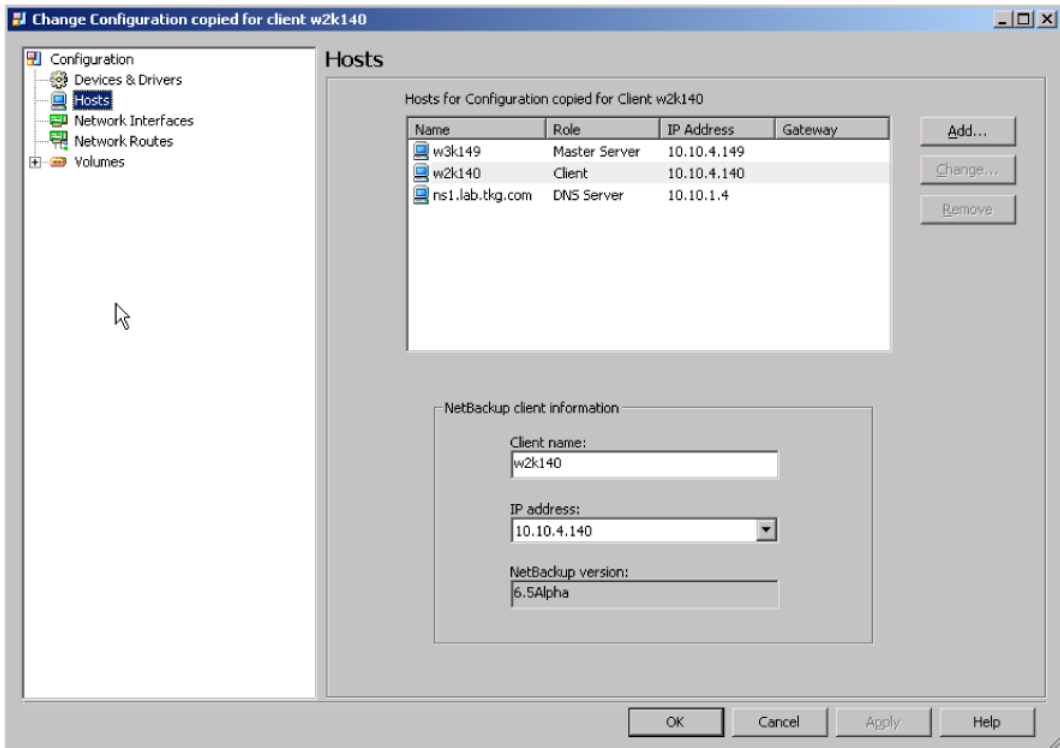 Change Configuration copied for client w2k140
Configuration
Devices & Drivers
Hosts
Network Interfaces
Network Routes
Volumes
Hosts
Hosts for Configuration copied for Client w2k140
Name Role IP Address Gateway
w3k149 Master Server 10.10.4.149
w2k140 Client 10.10.4.140
ns1.lab.tkg.com DNS Server 10.10.1.4
Add...
Change...
Remove
NetBackup client information
Client name:
w2k140
IP address:
10.10.4.140
NetBackup version:
6.5Alpha
OK Cancel Apply Help